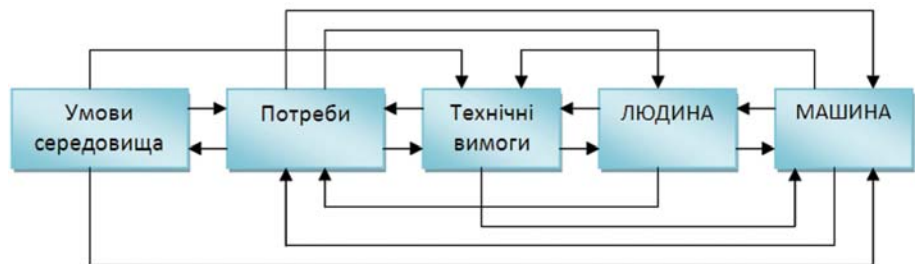 Умови
середовища
Потреби
Технічні
вимоги
ЛЮДИНА
МАШИНА